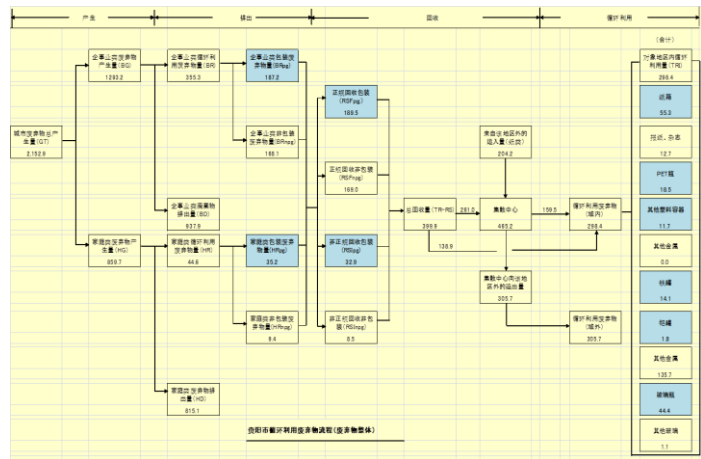 产生
排出
回收
循环利用
(合计)
企事业类废弃物
产生量(BG)
1293.2
企事业类循环利
用废弃物量(BR)
355.3
企事业类包装废
弃物量(BRpg)
187.2
对象地区内循环
利用量(TRI)
298.4
正规回收包装
(RSFpg)
189.5
纸箱
95.3
城市废弃物总产
生量(GT)
2,152.9
企事业类非包装
废弃物量(BRnpg)
168.1
来自该地区外的
运入量(近郊)
204.2
报纸、杂志
12.7
正规回收非包装
(RSFnpg)
169.0
PET瓶
16.5
企事业类废弃物
排出量(BD)
937.9
总回收量(TR=RS)
399.9
261.0
集散中心
465.2
159.5
循环利用废弃物
(域内)
298.4
其他塑料容器
11.7
138.9
家庭类废弃物产
生量(HG)
859.7
家庭类循环利用
废弃物量(HR)
44.6
家庭类包装废弃
物量(HRpg)
35.2
非正规回收包装
(RSIpg)
32.9
其他金属
0.0
集散中心向该地
区外的运出量
305.7
铁罐
14.1
家庭类非包装废
弃物量(HRnpg)
9.4
非正规回收非包
装(RSInpg)
8.5
循环利用废弃物
(域外)
305.7
铝罐
1.8
其他金属
135.7
家庭类废弃物排
出量(HD)
815.1
玻璃瓶
44.4
贵阳市循环利用废弃物流程(废弃物整体)
其他玻璃
1.1